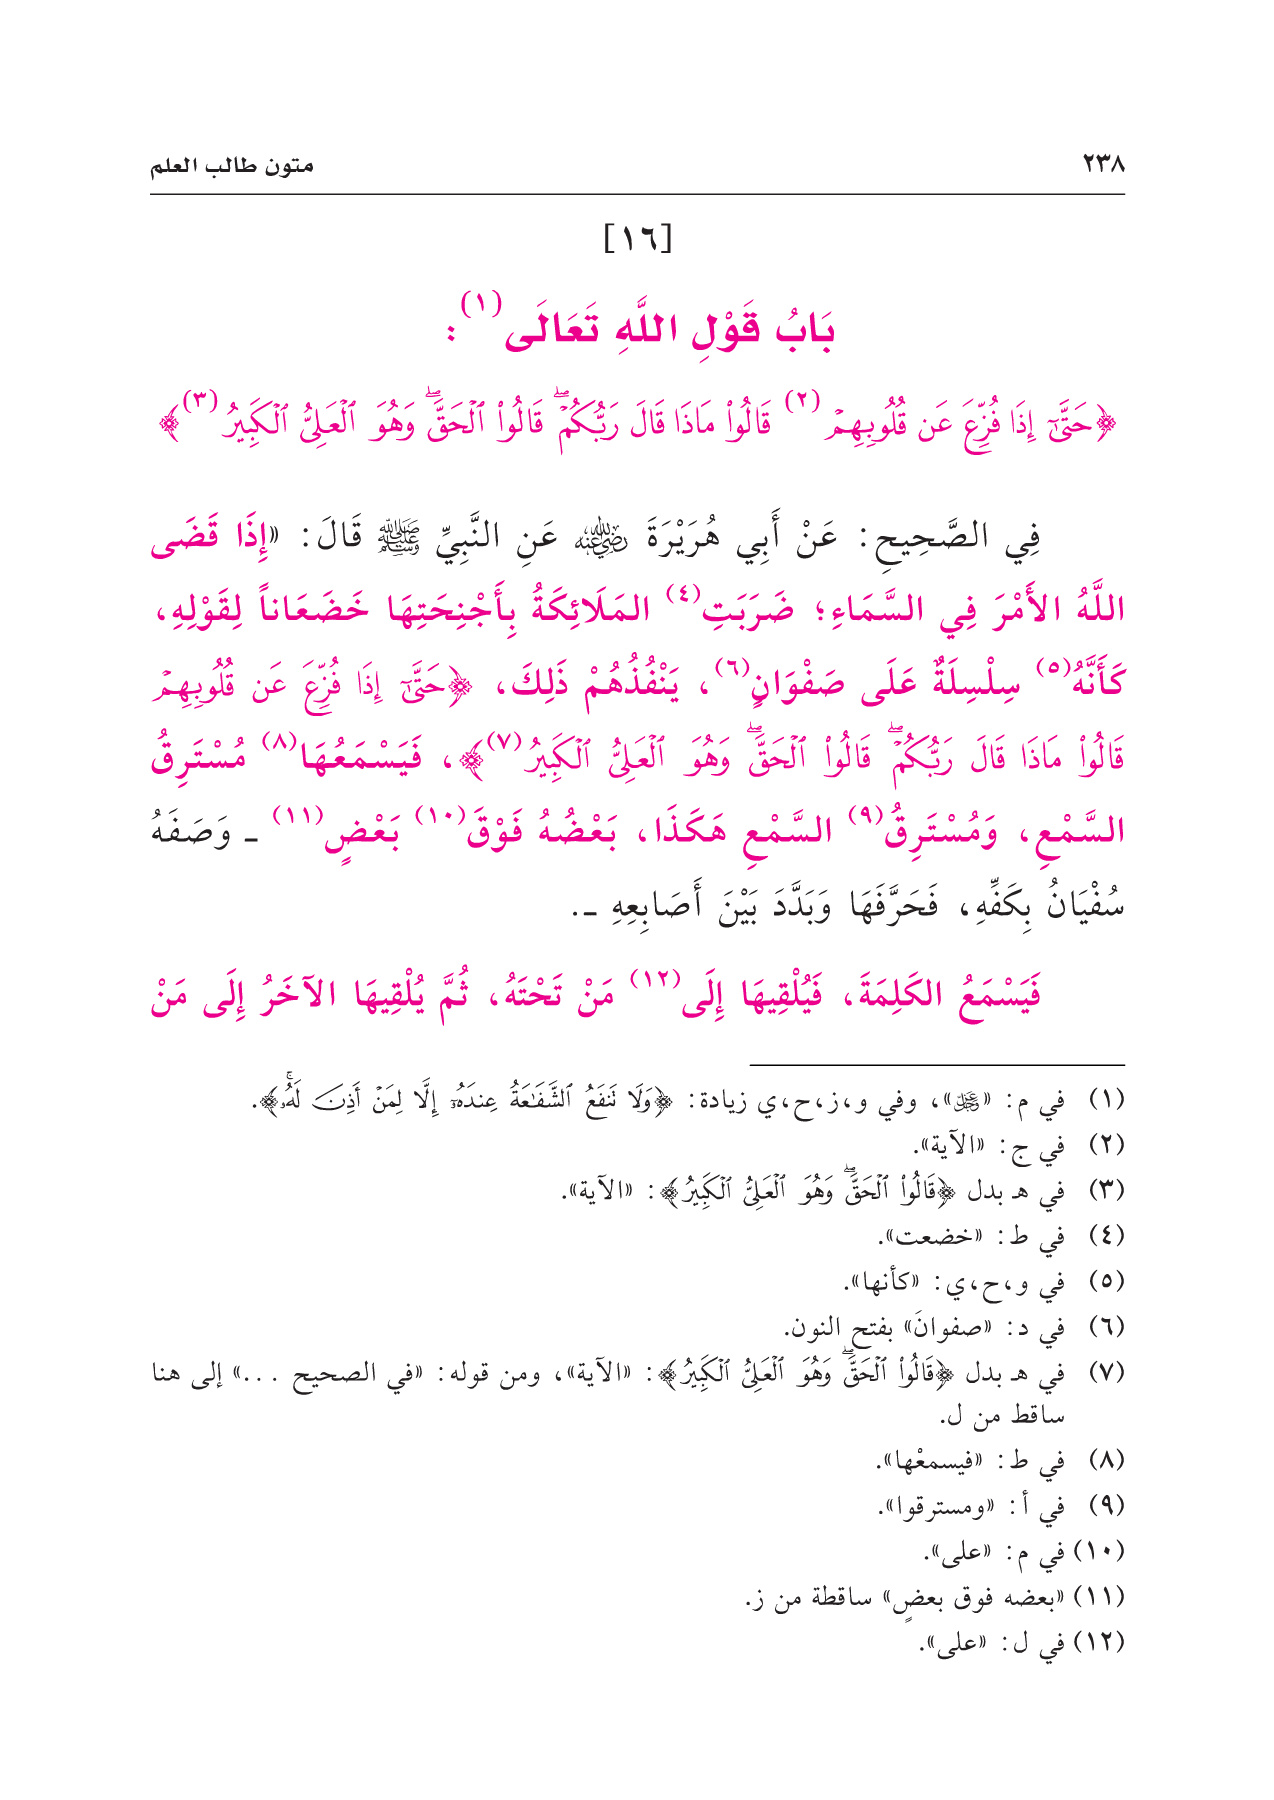 ٢٣٨
متون طالب العلم
[١٦]
بَابُ قَوْلِ اللَّهِ تَعَالَى(١):
﴿حَتَّىٰٓ إِذَا فُزِّعَ عَن قُلُوبِهِمۡ(٢) قَالُواْ مَاذَا قَالَ رَبُّكُمۡۖ قَالُواْ ٱلۡحَقَّۖ وَهُوَ ٱلۡعَلِيُّ ٱلۡكَبِيرُ(٣)﴾
فِي الصَّحِيحِ: عَنْ أَبِي هُرَيْرَةَ رضي الله عنه عَنِ النَّبِيِّ ﷺ قَالَ: «إِذَا قَضَى
اللَّهُ الأَمْرَ فِي السَّمَاءِ؛ ضَرَبَتِ(٤) المَلَائِكَةُ بِأَجْنِحَتِهَا خَضَعَاناً لِقَوْلِهِ،
كَأَنَّهُ(٥) سِلْسِلَةٌ عَلَى صَفْوَانٍ(٦)، يَنْفُذُهُمْ ذَلِكَ، ﴿حَتَّىٰٓ إِذَا فُزِّعَ عَن قُلُوبِهِمۡ
قَالُواْ مَاذَا قَالَ رَبُّكُمۡۖ قَالُواْ ٱلۡحَقَّۖ وَهُوَ ٱلۡعَلِيُّ ٱلۡكَبِيرُ(٧)﴾، فَيَسْمَعُهَا(٨) مُسْتَرِقُ
السَّمْعِ، وَمُسْتَرِقُ(٩) السَّمْعِ هَكَذَا، بَعْضُهُ فَوْقَ(١٠) بَعْضٍ(١١) ـ وَصَفَهُ
سُفْيَانُ بِكَفِّهِ، فَحَرَّفَهَا وَبَدَّدَ بَيْنَ أَصَابِعِهِ ـ.
فَيَسْمَعُ الكَلِمَةَ، فَيُلْقِيهَا إِلَى(١٢) مَنْ تَحْتَهُ، ثُمَّ يُلْقِيهَا الآخَرُ إِلَى مَنْ
(١) في م: «ﷻ»، وفي و،ز،ح،ي زيادة: ﴿وَلَا تَنفَعُ ٱلشَّفَٰعَةُ عِندَهُۥٓ إِلَّا لِمَنۡ أَذِنَ لَهُۥۚ﴾.
(٢) في ج: «الآية».
(٣) في هـ بدل ﴿قَالُواْ ٱلۡحَقَّۖ وَهُوَ ٱلۡعَلِيُّ ٱلۡكَبِيرُ﴾: «الآية».
(٤) في ط: «خضعت».
(٥) في و،ح،ي: «كأنها».
(٦) في د: «صفوانَ» بفتح النون.
(٧) في هـ بدل ﴿قَالُواْ ٱلۡحَقَّۖ وَهُوَ ٱلۡعَلِيُّ ٱلۡكَبِيرُ﴾: «الآية»، ومن قوله: «في الصحيح ...» إلى هنا
ساقط من ل.
(٨) في ط: «فيسمعْها».
(٩) في أ: «ومسترقوا».
(١٠) في م: «على».
(١١) «بعضه فوق بعضٍ» ساقطة من ز.
(١٢) في ل: «على».